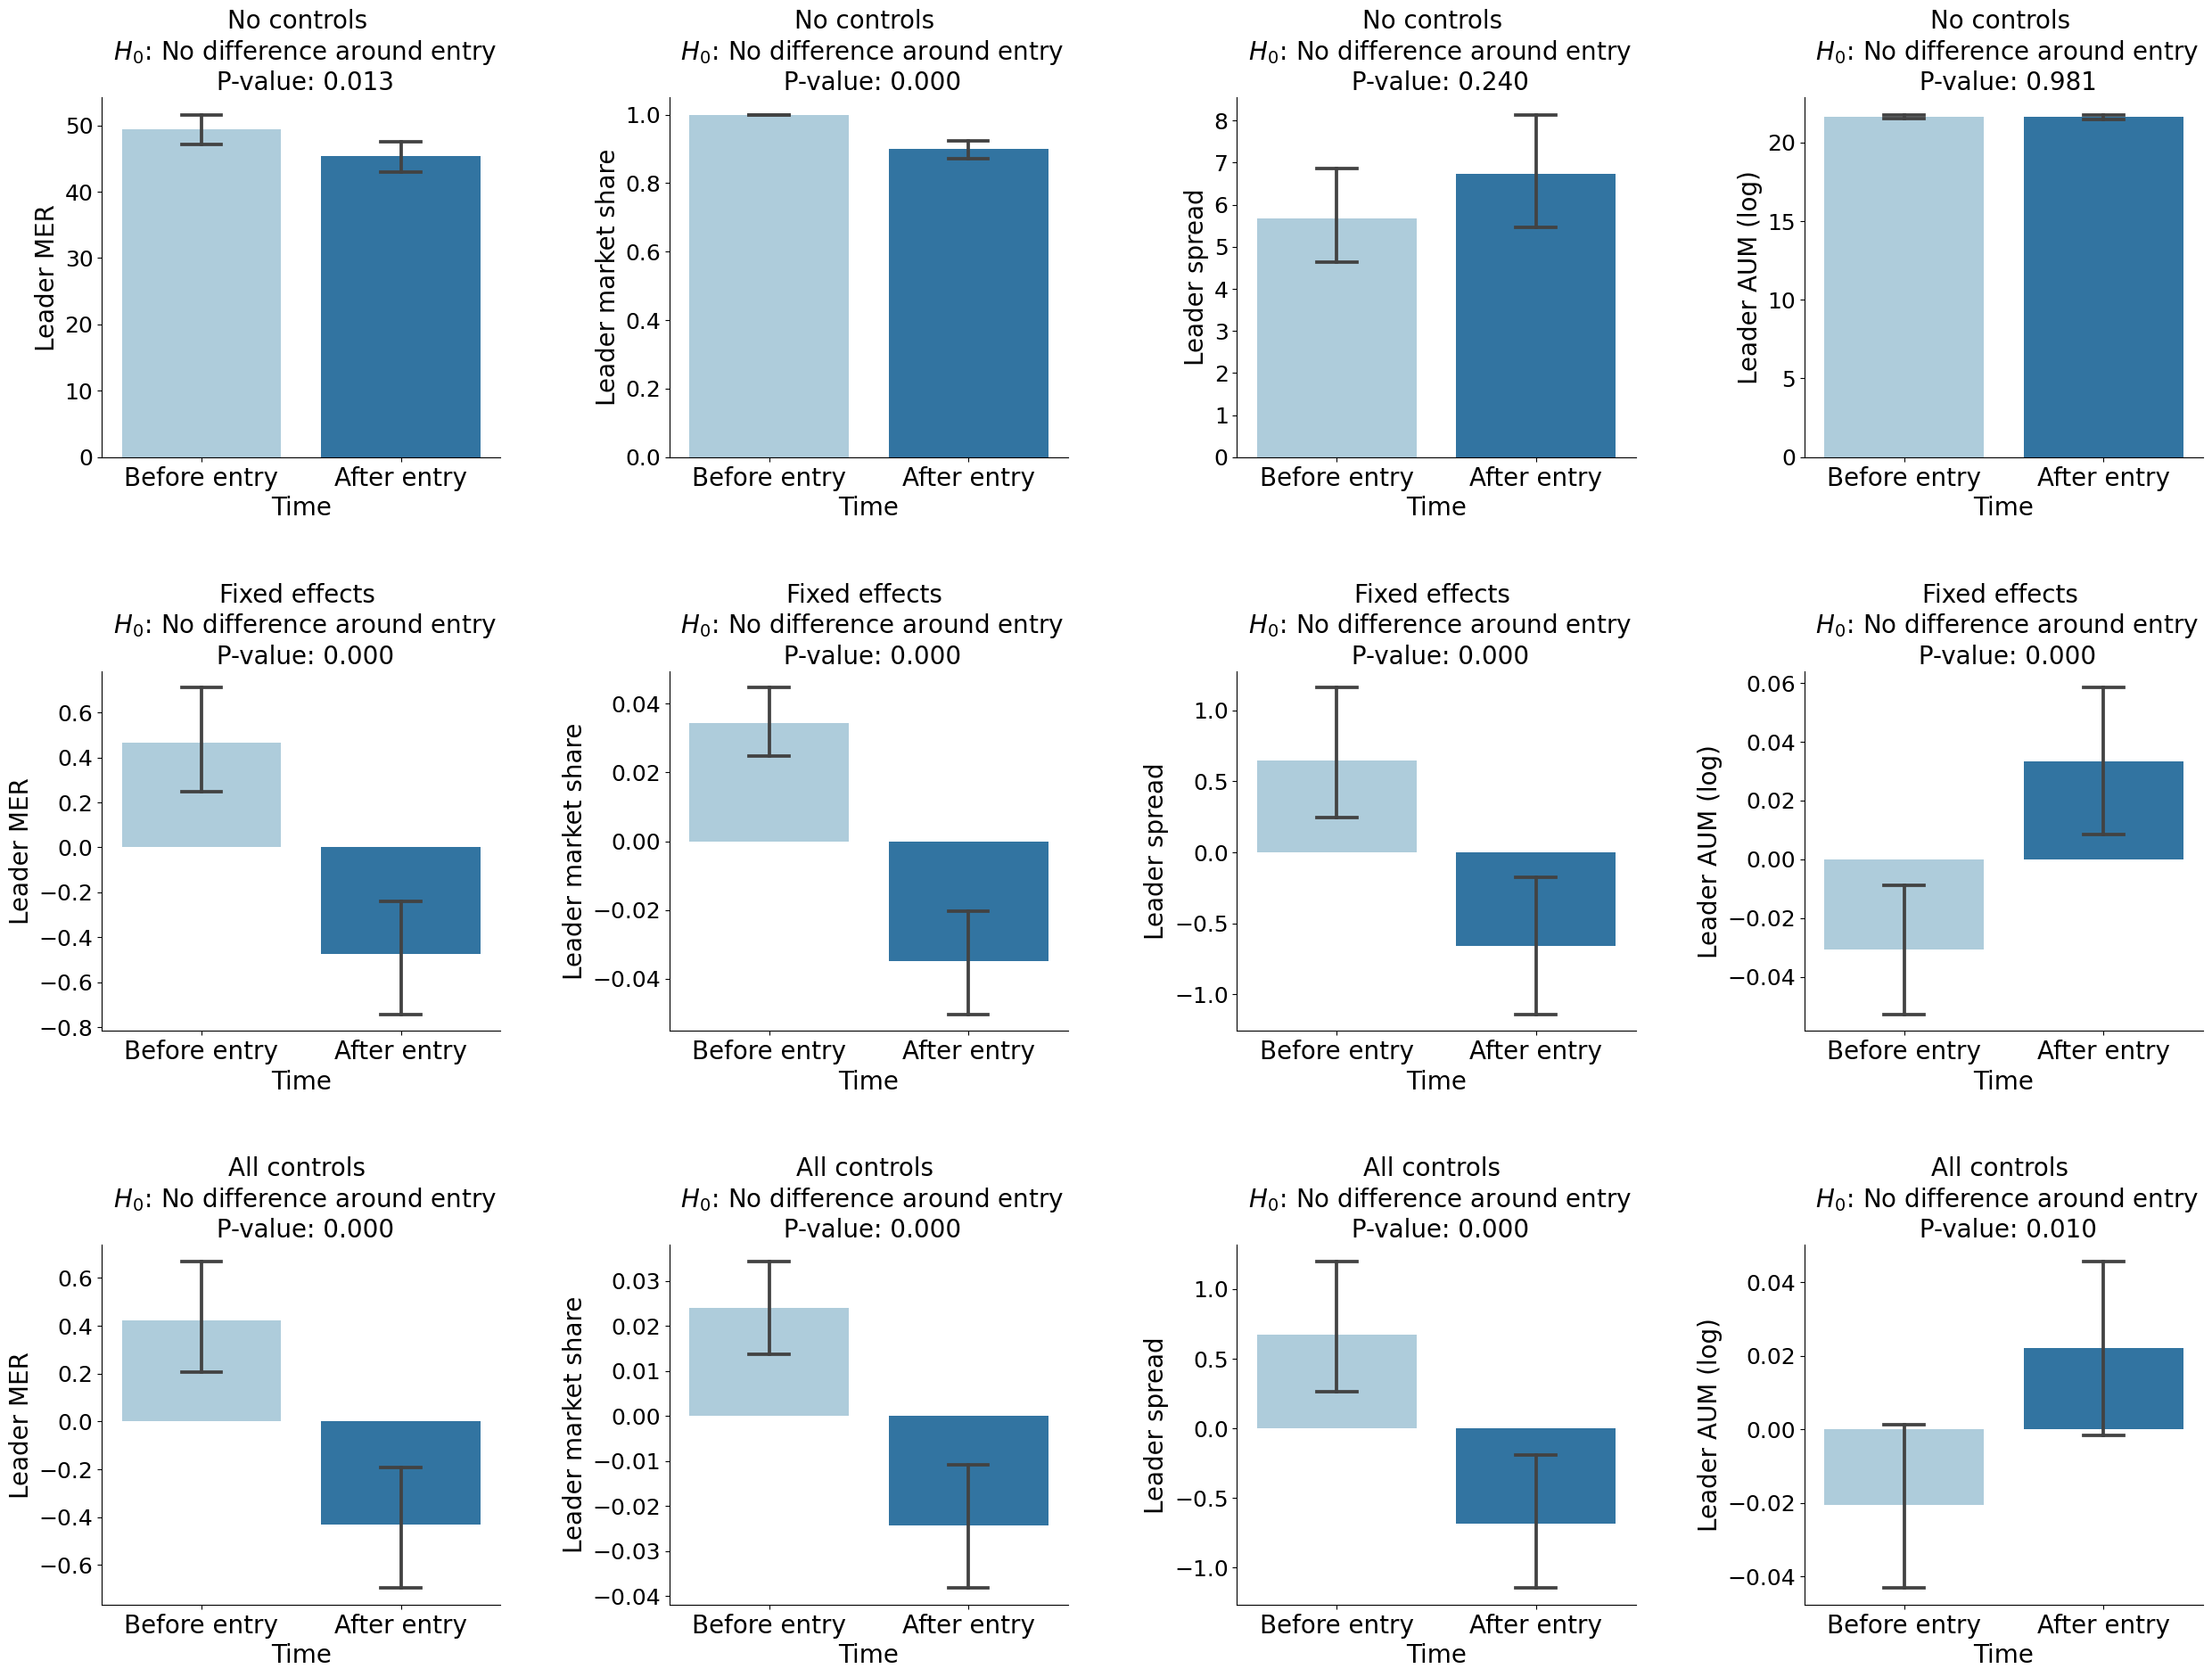 No controls
H₀: No difference around entry
P-value: 0.013
Leader MER
50
40
30
20
10
0
Before entry
After entry
Time
No controls
H₀: No difference around entry
P-value: 0.000
Leader market share
1.0
0.8
0.6
0.4
0.2
0.0
Before entry
After entry
Time
No controls
H₀: No difference around entry
P-value: 0.240
Leader spread
8
7
6
5
4
3
2
1
0
Before entry
After entry
Time
No controls
H₀: No difference around entry
P-value: 0.981
Leader AUM (log)
20
15
10
5
0
Before entry
After entry
Time
Fixed effects
H₀: No difference around entry
P-value: 0.000
Leader MER
0.6
0.4
0.2
0.0
−0.2
−0.4
−0.6
−0.8
Before entry
After entry
Time
Fixed effects
H₀: No difference around entry
P-value: 0.000
Leader market share
0.04
0.02
0.00
−0.02
−0.04
Before entry
After entry
Time
Fixed effects
H₀: No difference around entry
P-value: 0.000
Leader spread
1.0
0.5
0.0
−0.5
−1.0
Before entry
After entry
Time
Fixed effects
H₀: No difference around entry
P-value: 0.000
Leader AUM (log)
0.06
0.04
0.02
0.00
−0.02
−0.04
Before entry
After entry
Time
All controls
H₀: No difference around entry
P-value: 0.000
Leader MER
0.6
0.4
0.2
0.0
−0.2
−0.4
−0.6
Before entry
After entry
Time
All controls
H₀: No difference around entry
P-value: 0.000
Leader market share
0.03
0.02
0.01
0.00
−0.01
−0.02
−0.03
−0.04
Before entry
After entry
Time
All controls
H₀: No difference around entry
P-value: 0.000
Leader spread
1.0
0.5
0.0
−0.5
−1.0
Before entry
After entry
Time
All controls
H₀: No difference around entry
P-value: 0.010
Leader AUM (log)
0.04
0.02
0.00
−0.02
−0.04
Before entry
After entry
Time